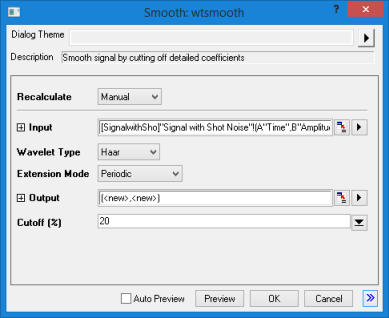 Smooth: wtsmooth
? ×
Dialog Theme
Description Smooth signal by cutting off detailed coefficients
Recalculate Manual
Input [SignalwithSho]"Signal with Shot Noise"!(A"Time",B"Amplitu
Wavelet Type Haar
Extension Mode Periodic
Output (<new>,<new>)
Cutoff (%) 20
Auto Preview Preview OK Cancel